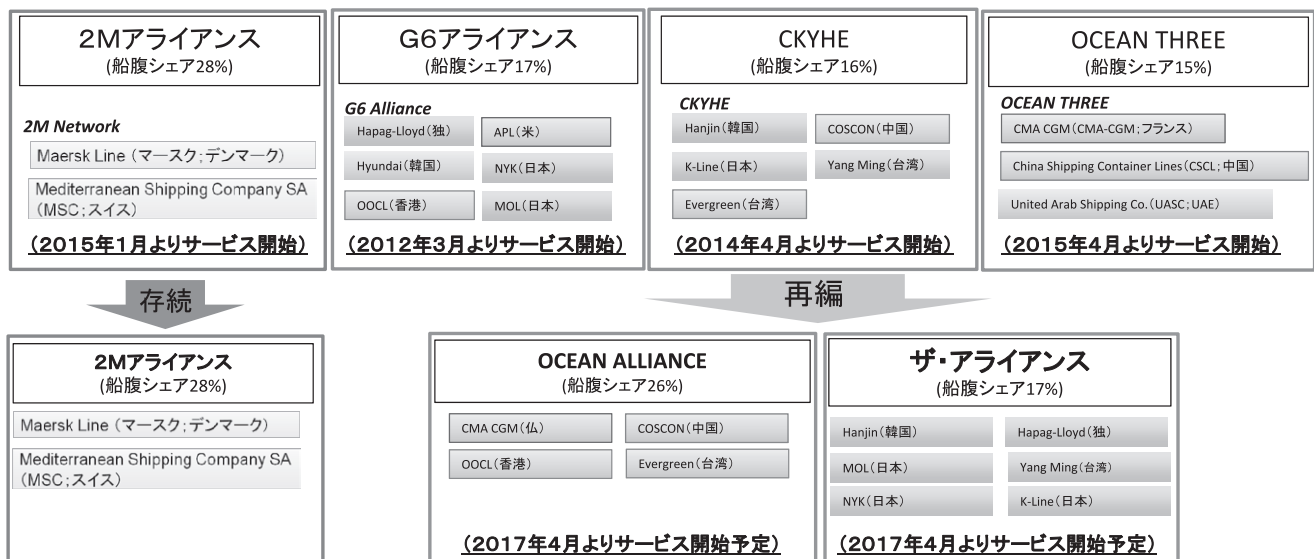 2Mアライアンス
(船腹シェア28%)
2M Network
Maersk Line (マースク;デンマーク)
Mediterranean Shipping Company SA
(MSC;スイス)
(2015年1月よりサービス開始)
G6アライアンス
(船腹シェア17%)
G6 Alliance
Hapag-Lloyd(独)
APL(米)
Hyundai(韓国)
NYK(日本)
OOCL(香港)
MOL(日本)
(2012年3月よりサービス開始)
CKYHE
(船腹シェア16%)
CKYHE
Hanjin(韓国)
COSCON(中国)
K-Line(日本)
Yang Ming(台湾)
Evergreen(台湾)
(2014年4月よりサービス開始)
OCEAN THREE
(船腹シェア15%)
OCEAN THREE
CMA CGM(CMA-CGM;フランス)
China Shipping Container Lines(CSCL;中国)
United Arab Shipping Co.(UASC;UAE)
(2015年4月よりサービス開始)
存続
再編
2Mアライアンス
(船腹シェア28%)
Maersk Line (マースク;デンマーク)
Mediterranean Shipping Company SA
(MSC;スイス)
OCEAN ALLIANCE
(船腹シェア26%)
CMA CGM(仏)
COSCON(中国)
OOCL(香港)
Evergreen(台湾)
(2017年4月よりサービス開始予定)
ザ・アライアンス
(船腹シェア17%)
Hanjin(韓国)
Hapag-Lloyd(独)
MOL(日本)
Yang Ming(台湾)
NYK(日本)
K-Line(日本)
(2017年4月よりサービス開始予定)